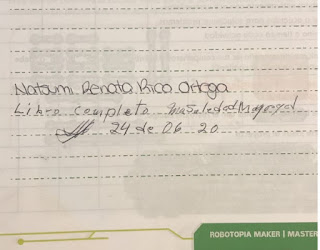 Natsumi Renata Rico Ortega
Libro completo
24 de 06 20
ROBOTOPIA MAKER | MASTER